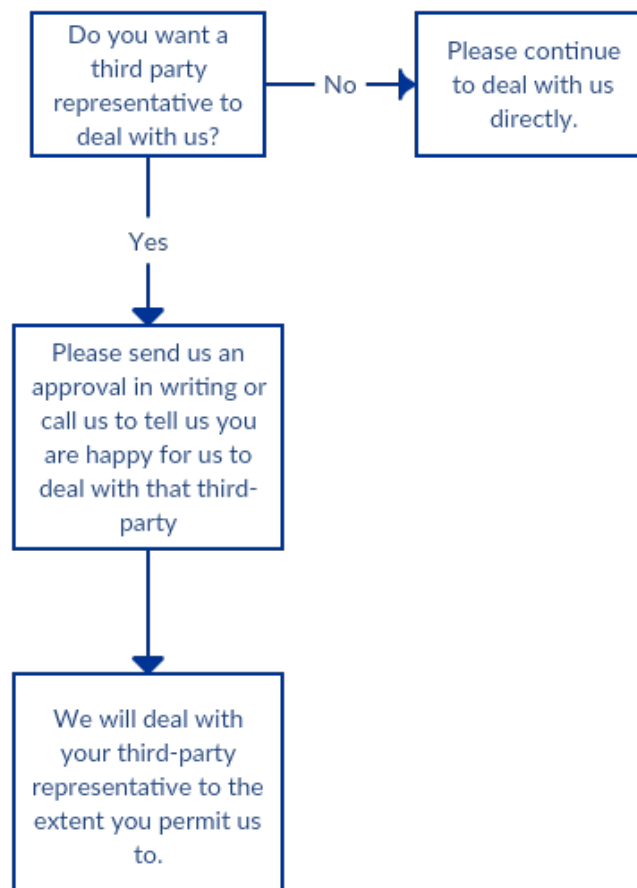 Do you want a
third party
representative to
deal with us?
No
Please continue
to deal with us
directly.
Yes
Please send us an
approval in writing or
call us to tell us you
are happy for us to
deal with that third-
party
We will deal with
your third-party
representative to the
extent you permit us
to.